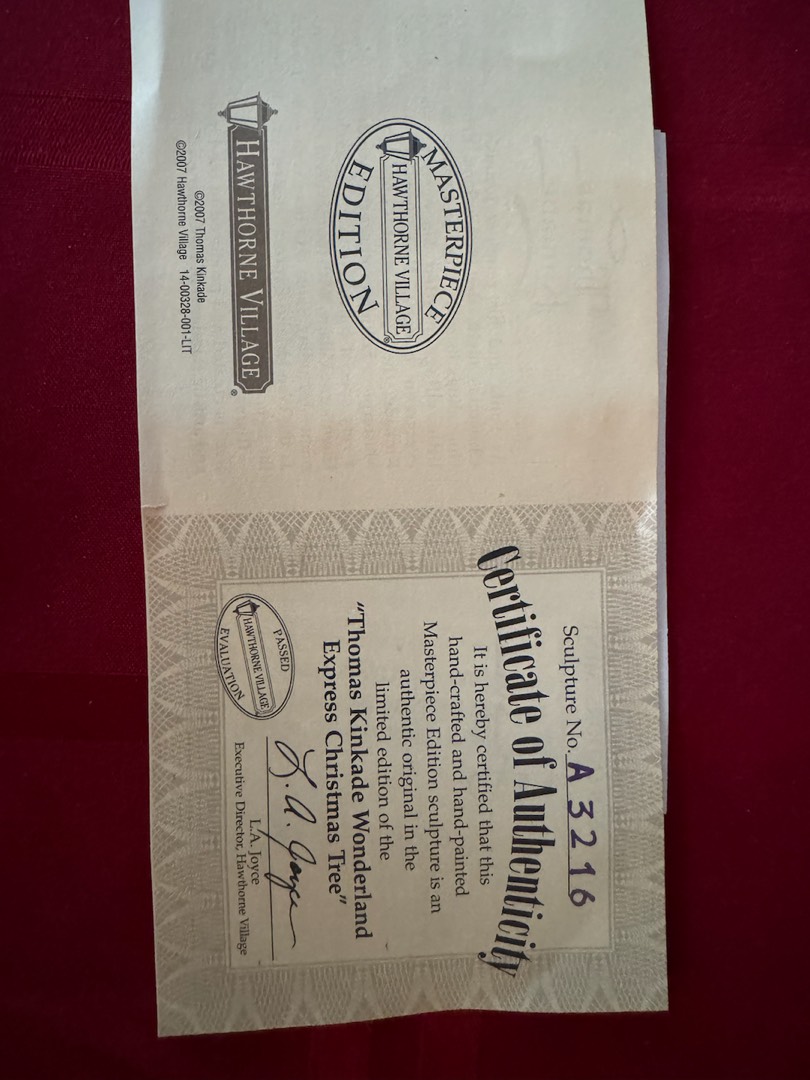 MASTERPIECE
HAWTHORNE VILLAGE®
EDITION
HAWTHORNE VILLAGE®
©2007 Thomas Kinkade
©2007 Hawthorne Village 14-00328-001-LIT
Sculpture No. A3216
Certificate of Authenticity
It is hereby certified that this
hand-crafted and hand-painted
Masterpiece Edition sculpture is an
authentic original in the
limited edition of the
"Thomas Kinkade Wonderland
Express Christmas Tree"
PASSED
HAWTHORNE VILLAGE
EVALUATION
L.A. Joyce
L.A. Joyce
Executive Director, Hawthorne Village